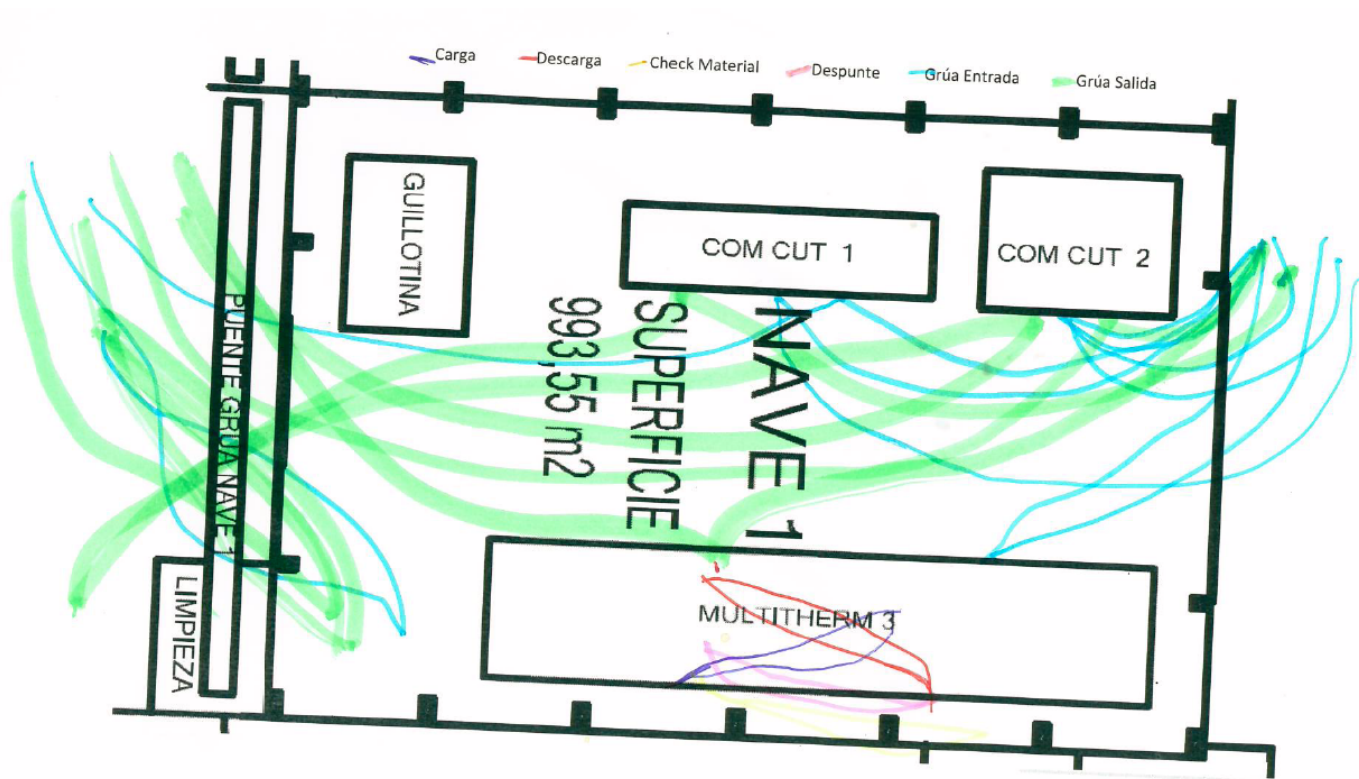 Carga Descarga Check Material Despunte Grúa Entrada Grúa Salida
GUILLOTINA
COM CUT 1
COM CUT 2
PUENTE GRUA NAVE 1
NAVE 1
SUPERFICIE
993,55 m2
MULTITHERM 3
LIMPIEZA